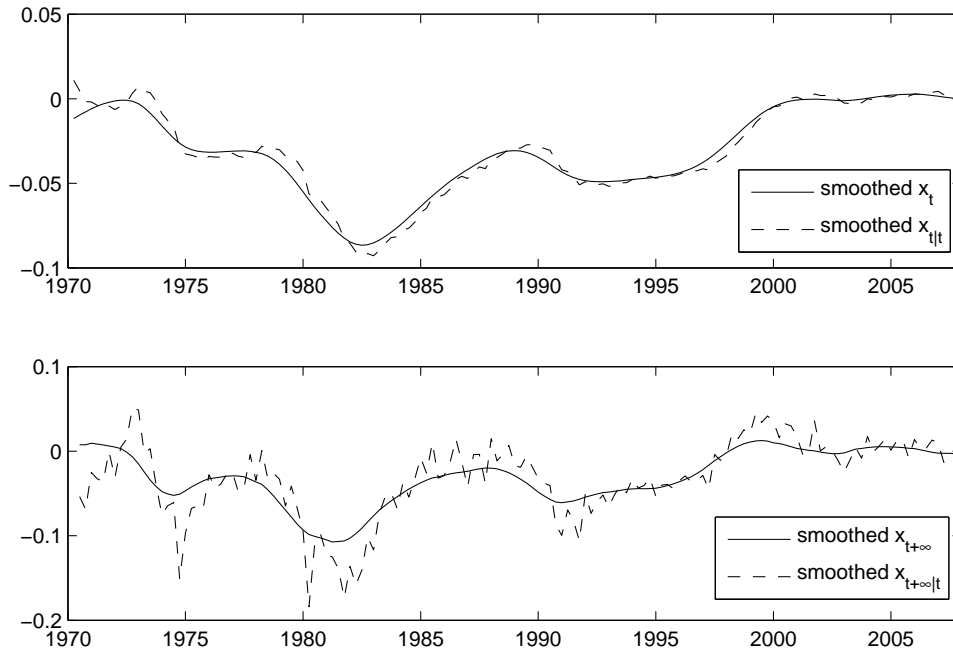 0.05
0
−0.05
−0.1
1970 1975 1980 1985 1990 1995 2000 2005
smoothed x_t
smoothed x_{t|t}
0.1
0
−0.1
−0.2
1970 1975 1980 1985 1990 1995 2000 2005
smoothed x_{t+∞}
smoothed x_{t+∞|t}